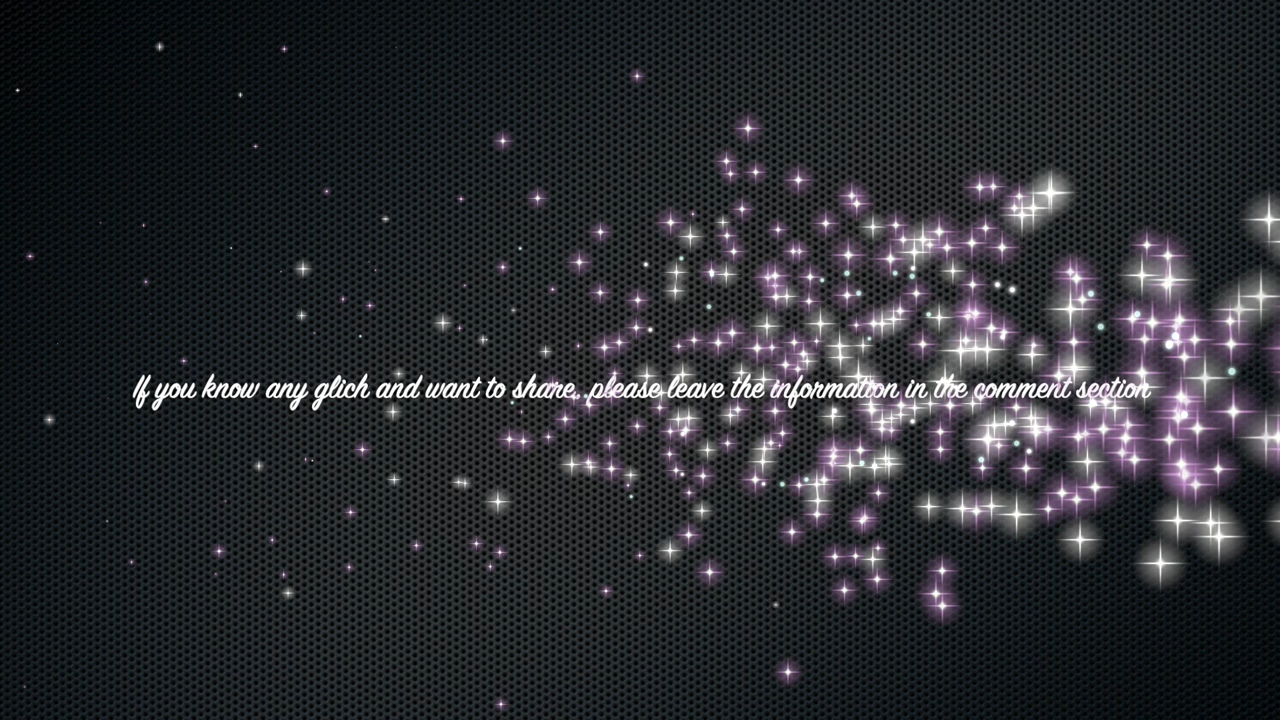 If you know any glich and want to share, please leave the information in the comment section